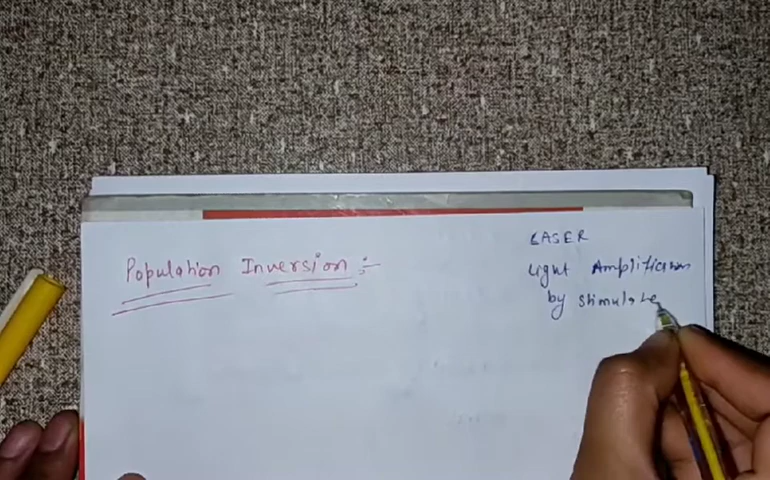 Population Inversion :-
LASER
Light Amplification
by stimulate